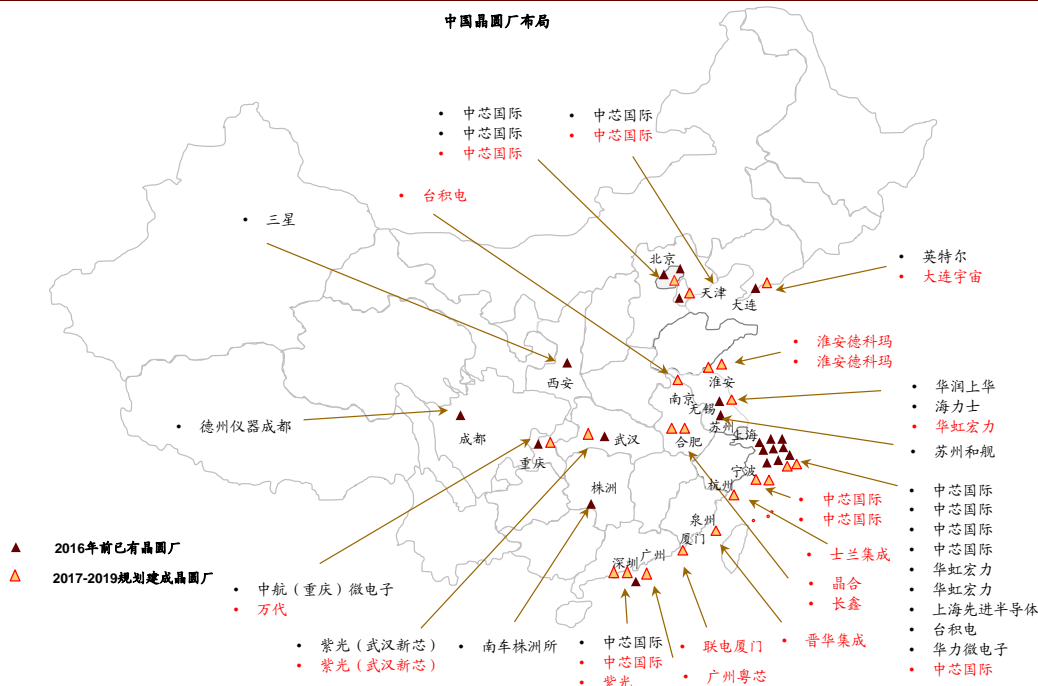 中国晶圆厂布局
• 中芯国际
• 中芯国际
• 中芯国际
• 中芯国际
• 中芯国际
• 台积电
• 三星
北京
天津
大连
• 英特尔
• 大连宇宙
• 淮安德科玛
• 淮安德科玛
西安
南京
淮安
无锡
苏州
上海
• 华润上华
• 海力士
• 华虹宏力
• 苏州和舰
• 德州仪器成都
成都
重庆
武汉
合肥
宁波
杭州
株洲
泉州
厦门
广州
深圳
• 中芯国际
• 中芯国际
• 中芯国际
• 中芯国际
• 中芯国际
• 中芯国际
• 华虹宏力
• 华虹宏力
• 上海先进半导体
• 台积电
• 华力微电子
• 中芯国际
• 士兰集成
• 晶合
• 长鑫
2016年前已有晶圆厂
2017-2019规划建成晶圆厂
• 中航（重庆）微电子
• 万代
• 紫光（武汉新芯）
• 紫光（武汉新芯）
• 南车株洲所
• 中芯国际
• 中芯国际
• 紫光
• 联电厦门
• 广州粤芯
• 晋华集成